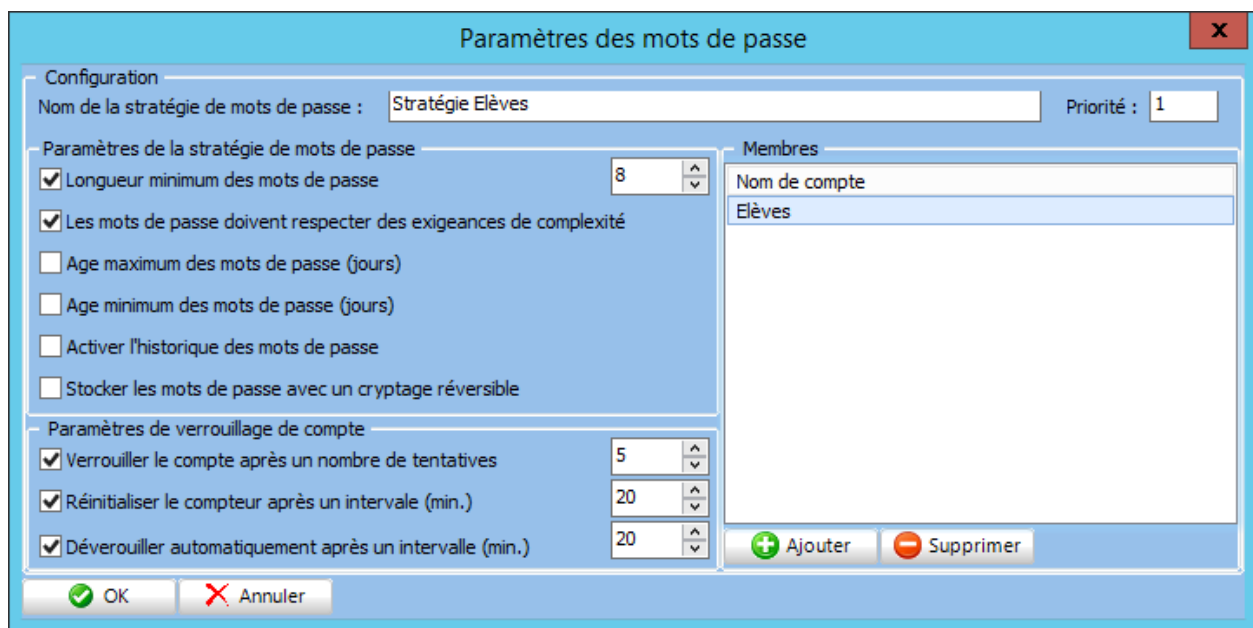 Paramètres des mots de passe
x
Configuration
Nom de la stratégie de mots de passe : Stratégie Elèves Priorité : 1
Paramètres de la stratégie de mots de passe
Longueur minimum des mots de passe 8
Les mots de passe doivent respecter des exigeances de complexité
Age maximum des mots de passe (jours)
Age minimum des mots de passe (jours)
Activer l'historique des mots de passe
Stocker les mots de passe avec un cryptage réversible
Paramètres de verrouillage de compte
Verrouiller le compte après un nombre de tentatives 5
Réinitialiser le compteur après un intervale (min.) 20
Déverouiller automatiquement après un intervalle (min.) 20
Membres
Nom de compte
Elèves
Ajouter Supprimer
OK Annuler